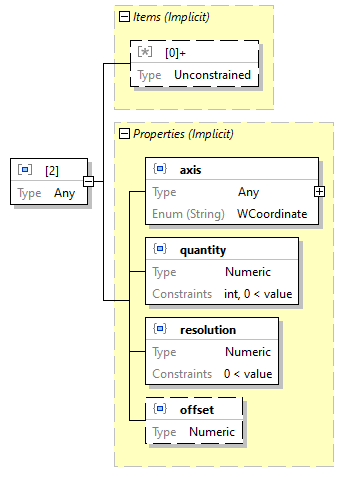 Items (Implicit)
[0]+
Type Unconstrained
Properties (Implicit)
[2]
Type Any
axis
Type Any
Enum (String) WCoordinate
quantity
Type Numeric
Constraints int, 0 < value
resolution
Type Numeric
Constraints 0 < value
offset
Type Numeric